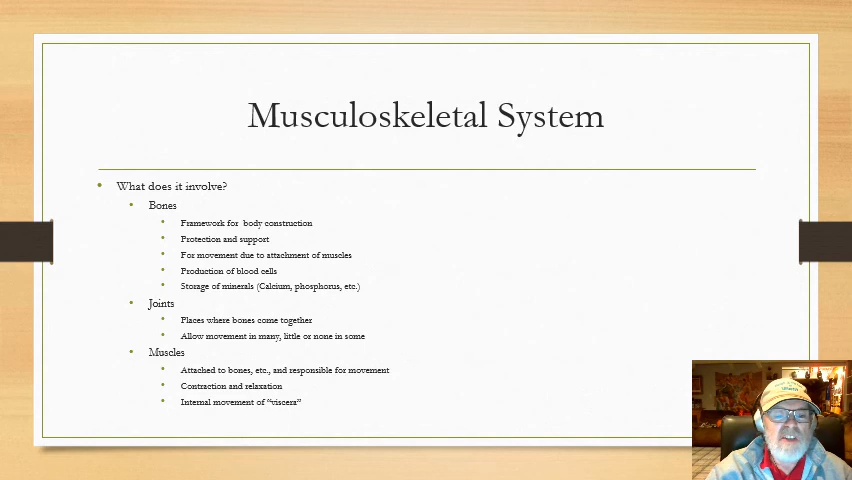 Musculoskeletal System
• What does it involve?
• Bones
• Framework for body construction
• Protection and support
• For movement due to attachment of muscles
• Production of blood cells
• Storage of minerals (Calcium, phosphorus, etc.)
• Joints
• Places where bones come together
• Allow movement in many, little or none in some
• Muscles
• Attached to bones, etc., and responsible for movement
• Contraction and relaxation
• Internal movement of “viscera”